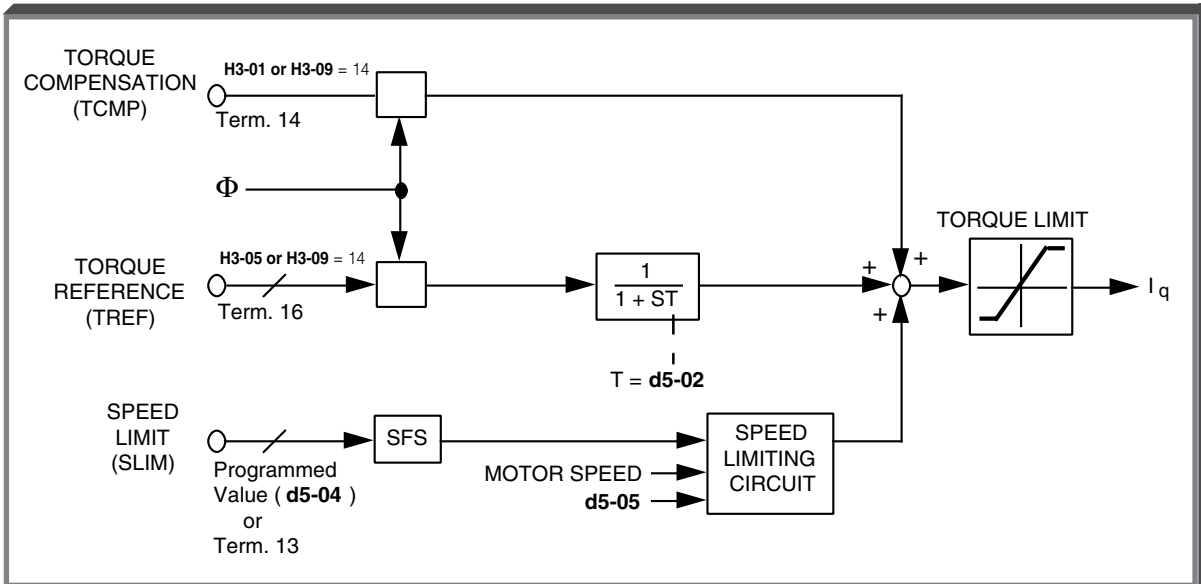 TORQUE
COMPENSATION
(TCMP)
H3-01 or H3-09 = 14
Term. 14
Φ
TORQUE
REFERENCE
(TREF)
H3-05 or H3-09 = 14
Term. 16
1
1 + ST
T = d5-02
+
+
+
TORQUE LIMIT
I q
SPEED
LIMIT
(SLIM)
Programmed
Value ( d5-04 )
or
Term. 13
SFS
MOTOR SPEED
d5-05
SPEED
LIMITING
CIRCUIT